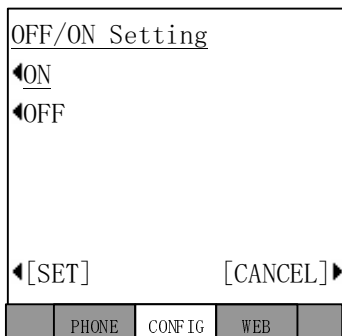 OFF/ON Setting
ON
OFF
[SET] [CANCEL]
PHONE CONFIG WEB